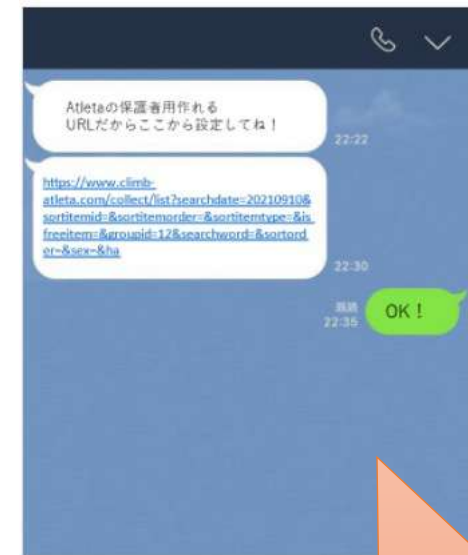 Atletaの保護者用作れる
URLだからここから設定してね！
22:22
https://www.climb-
atleta.com/collect/list?searchdate=20210910&
sortitemid=&sortitemorder=&sortitemtype=&is
freeitem=&groupid=12&searchword=&sortord
er=&sex=&ha
22:30
既読
22:35
OK！